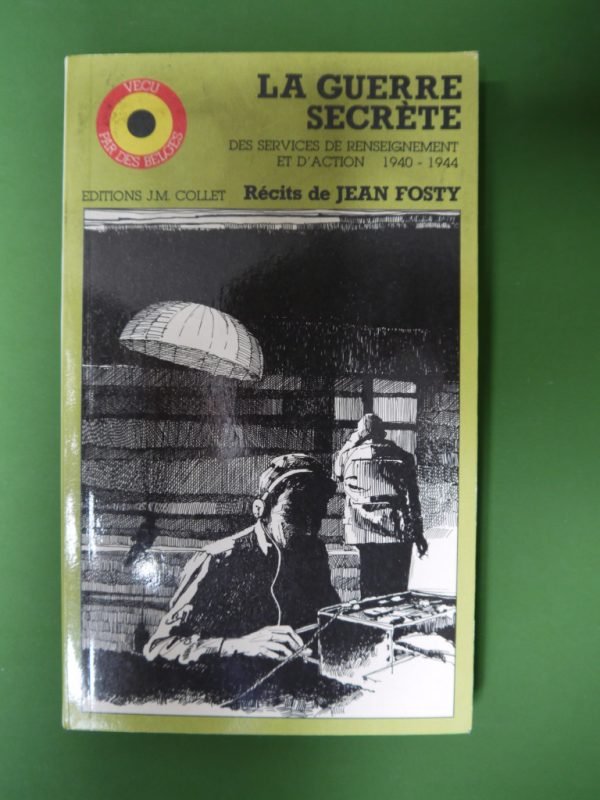 VECU
PAR DES BELGES
LA GUERRE
SECRÈTE
DES SERVICES DE RENSEIGNEMENT
ET D'ACTION 1940 - 1944
EDITIONS J.M. COLLET Récits de JEAN FOSTY